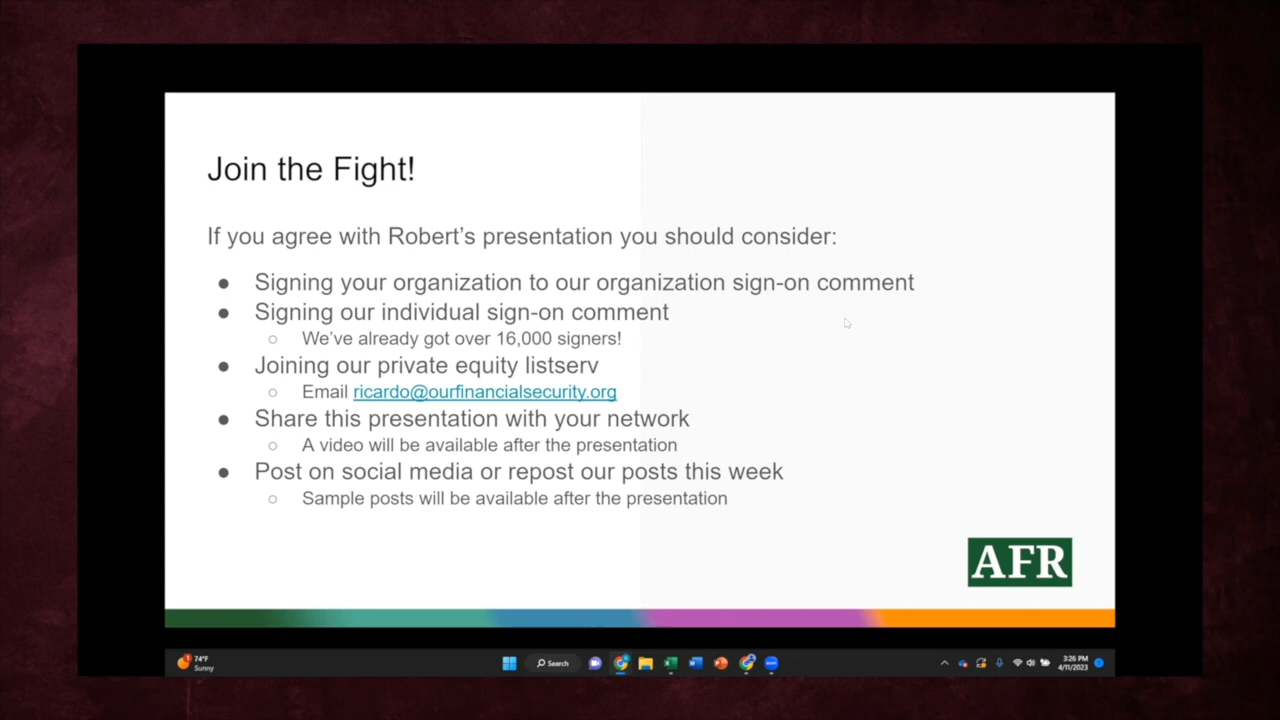 Join the Fight!
If you agree with Robert's presentation you should consider:
● Signing your organization to our organization sign-on comment
● Signing our individual sign-on comment
○ We've already got over 16,000 signers!
● Joining our private equity listserv
○ Email ricardo@ourfinancialsecurity.org
● Share this presentation with your network
○ A video will be available after the presentation
● Post on social media or repost our posts this week
○ Sample posts will be available after the presentation
AFR
1
74°F
Sunny
Search
3:26 PM
4/11/2023